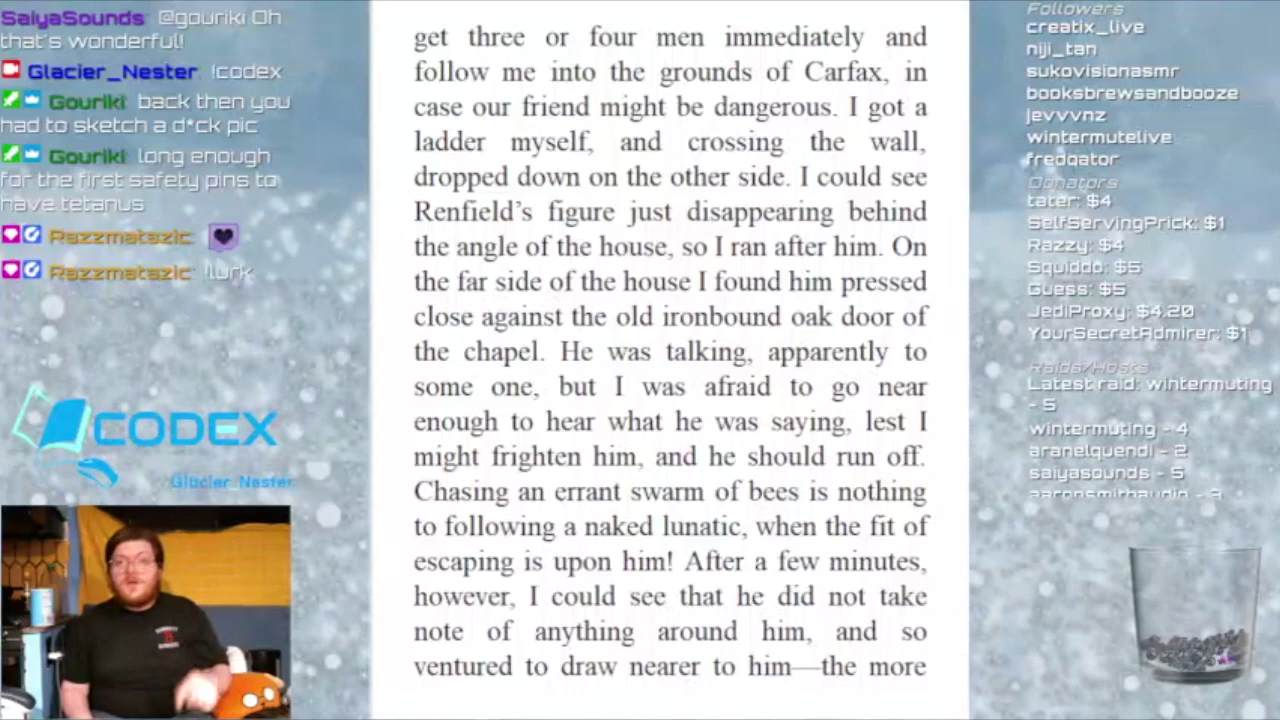 SaiyaSounds: @gouriki Oh
that's wonderful!
Glacier_Nester: !codex
Gouriki: back then you
had to sketch a d*ck pic
Gouriki: long enough
for the first safety pins to
have tetanus
Razzmatazic:
Razzmatazic: !lurk
CODEX
Glacier_Nester
get three or four men immediately and
follow me into the grounds of Carfax, in
case our friend might be dangerous. I got a
ladder myself, and crossing the wall,
dropped down on the other side. I could see
Renfield’s figure just disappearing behind
the angle of the house, so I ran after him. On
the far side of the house I found him pressed
close against the old ironbound oak door of
the chapel. He was talking, apparently to
some one, but I was afraid to go near
enough to hear what he was saying, lest I
might frighten him, and he should run off.
Chasing an errant swarm of bees is nothing
to following a naked lunatic, when the fit of
escaping is upon him! After a few minutes,
however, I could see that he did not take
note of anything around him, and so
ventured to draw nearer to him—the more
Followers
creatix_live
niji_tan
sukovisionasmr
booksbrewsandbooze
jevvvnz
wintermutelive
fredgator
Donators
tater: $4
SelfServingPrick: $1
Razzy: $4
Squiddo: $5
Guess: $5
JediProxy: $4.20
YourSecretAdmirer: $1
Raids/Hosts
Latest raid: wintermuting
- 5
wintermuting - 4
aranelquendi - 2
saiyasounds - 5
aaronsmithaudio - 3